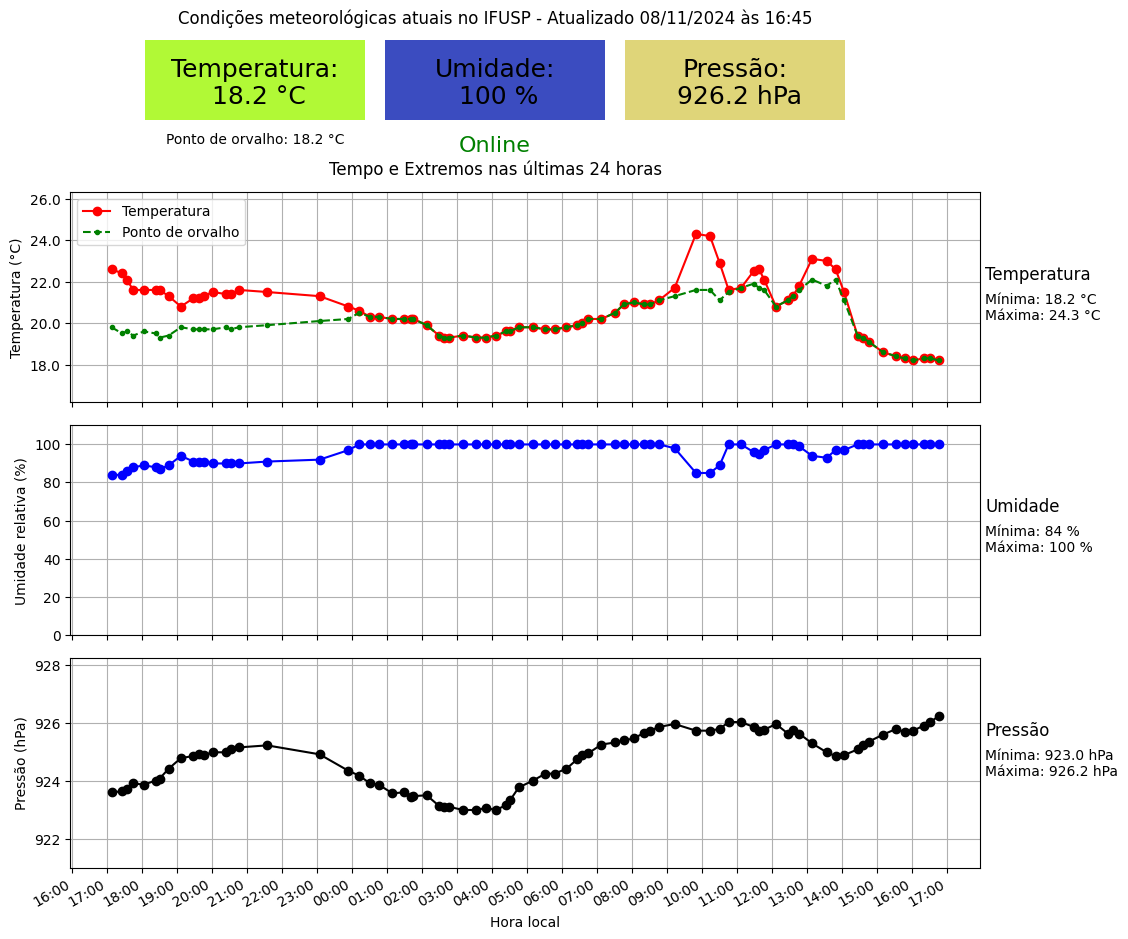 Condições meteorológicas atuais no IFUSP - Atualizado 08/11/2024 às 16:45
Temperatura:
18.2 °C
Umidade:
100 %
Pressão:
926.2 hPa
Ponto de orvalho: 18.2 °C
Online
Tempo e Extremos nas últimas 24 horas
Temperatura (°C)
26.0
24.0
22.0
20.0
18.0
Temperatura
Ponto de orvalho
Temperatura
Mínima: 18.2 °C
Máxima: 24.3 °C
Umidade relativa (%)
100
80
60
40
20
0
Umidade
Mínima: 84 %
Máxima: 100 %
Pressão (hPa)
928
926
924
922
Pressão
Mínima: 923.0 hPa
Máxima: 926.2 hPa
16:00 17:00 18:00 19:00 20:00 21:00 22:00 23:00 00:00 01:00 02:00 03:00 04:00 05:00 06:00 07:00 08:00 09:00 10:00 11:00 12:00 13:00 14:00 15:00 16:00 17:00
Hora local